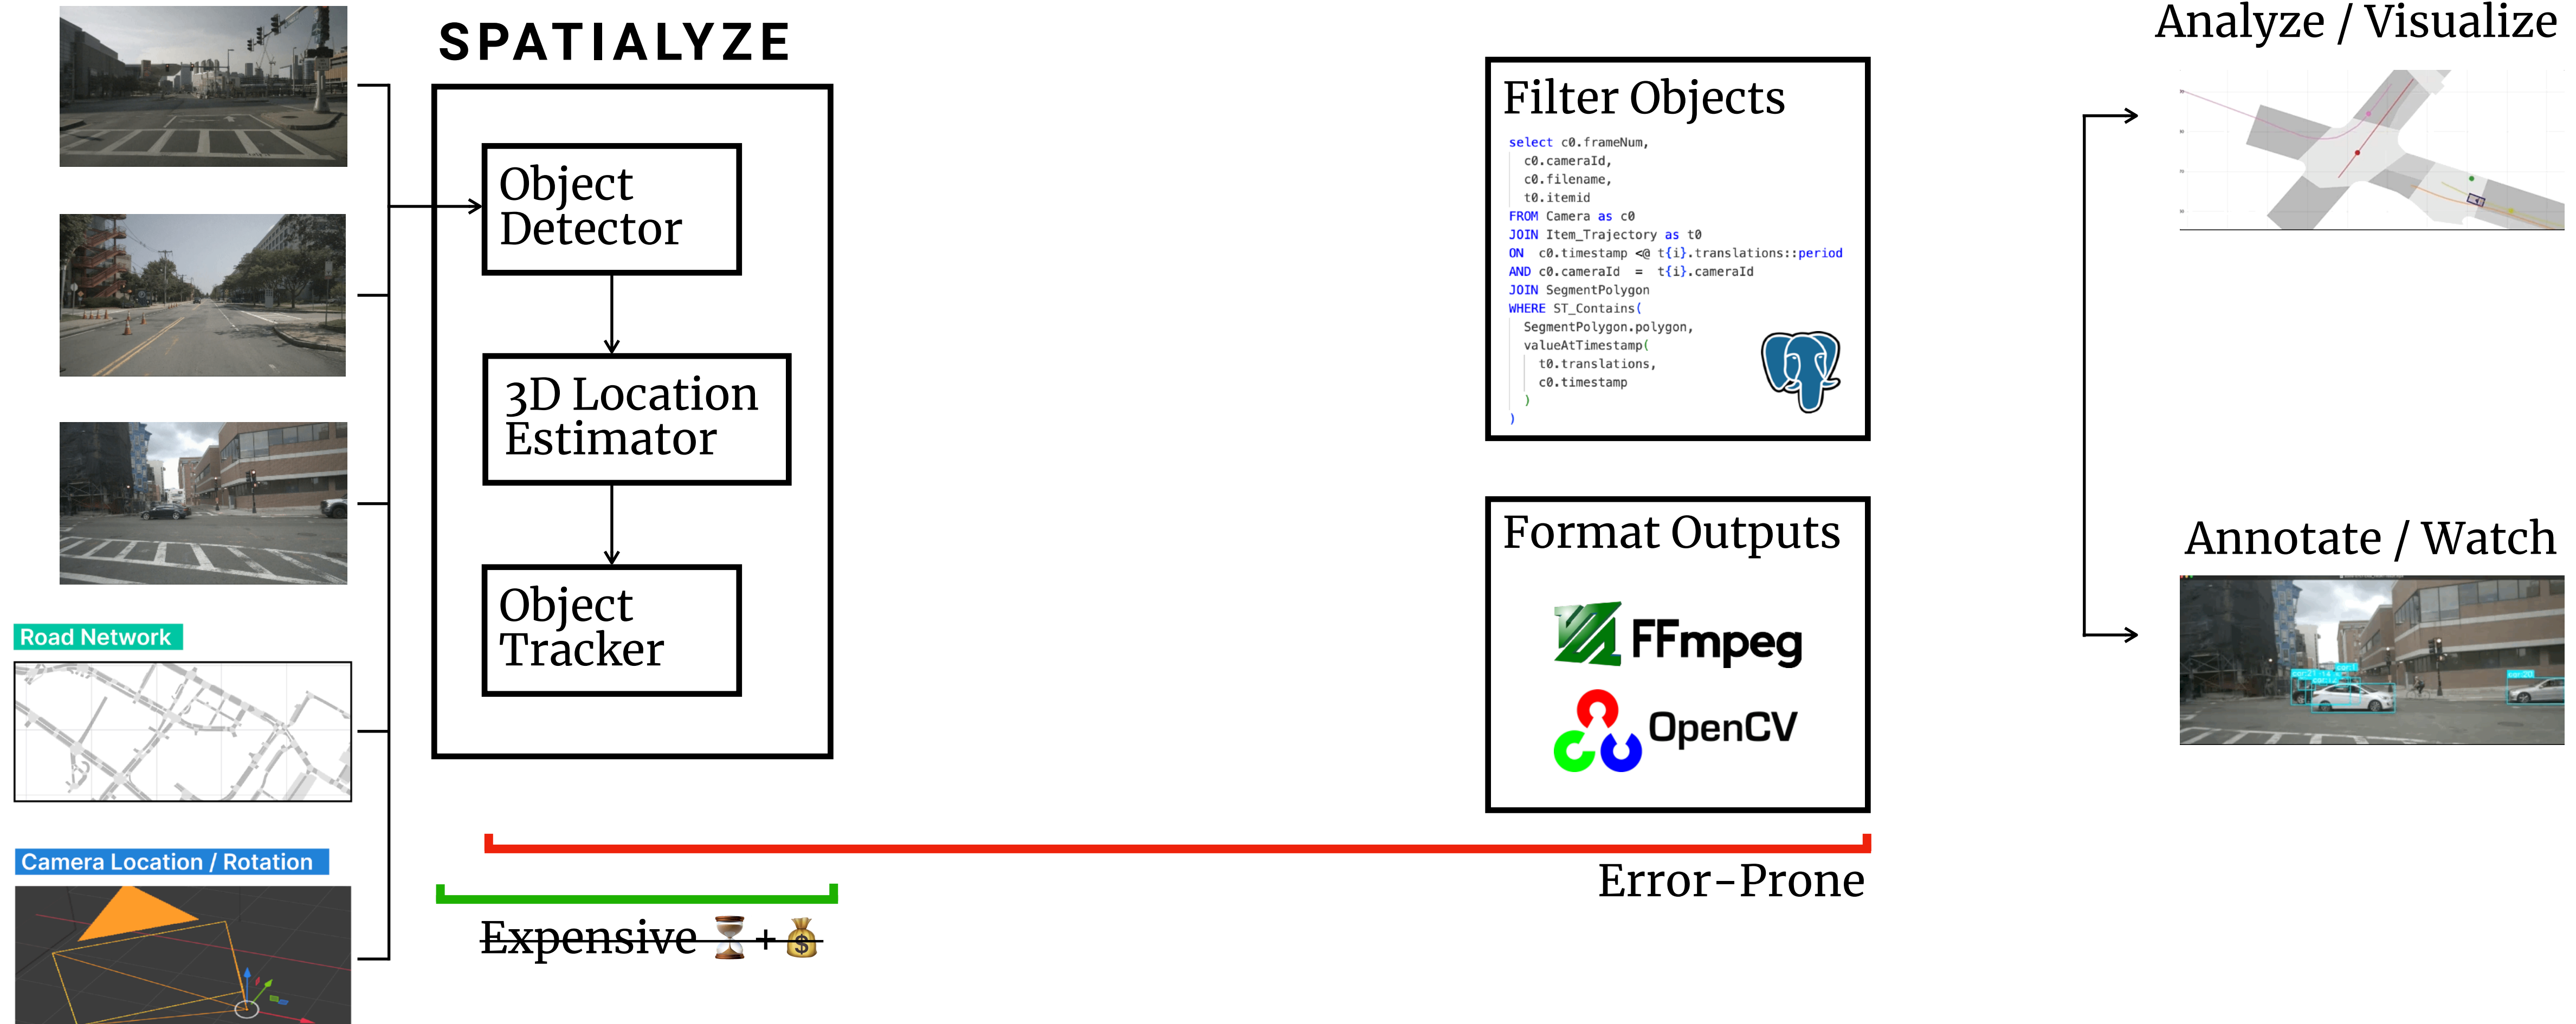 SPATIALYZE
Object
Detector
3D Location
Estimator
Object
Tracker
Road Network
Camera Location / Rotation
Expensive ⏳+💰
Filter Objects
select c0.frameNum,
c0.cameraId,
c0.filename,
t0.itemid
FROM Camera as c0
JOIN Item_Trajectory as t0
ON c0.timestamp <@ t{i}.translations::period
AND c0.cameraId = t{i}.cameraId
JOIN SegmentPolygon
WHERE ST_Contains(
SegmentPolygon.polygon,
valueAtTimestamp(
t0.translations,
c0.timestamp
)
)
Format Outputs
FFmpeg
OpenCV
Error-Prone
Analyze / Visualize
Annotate / Watch